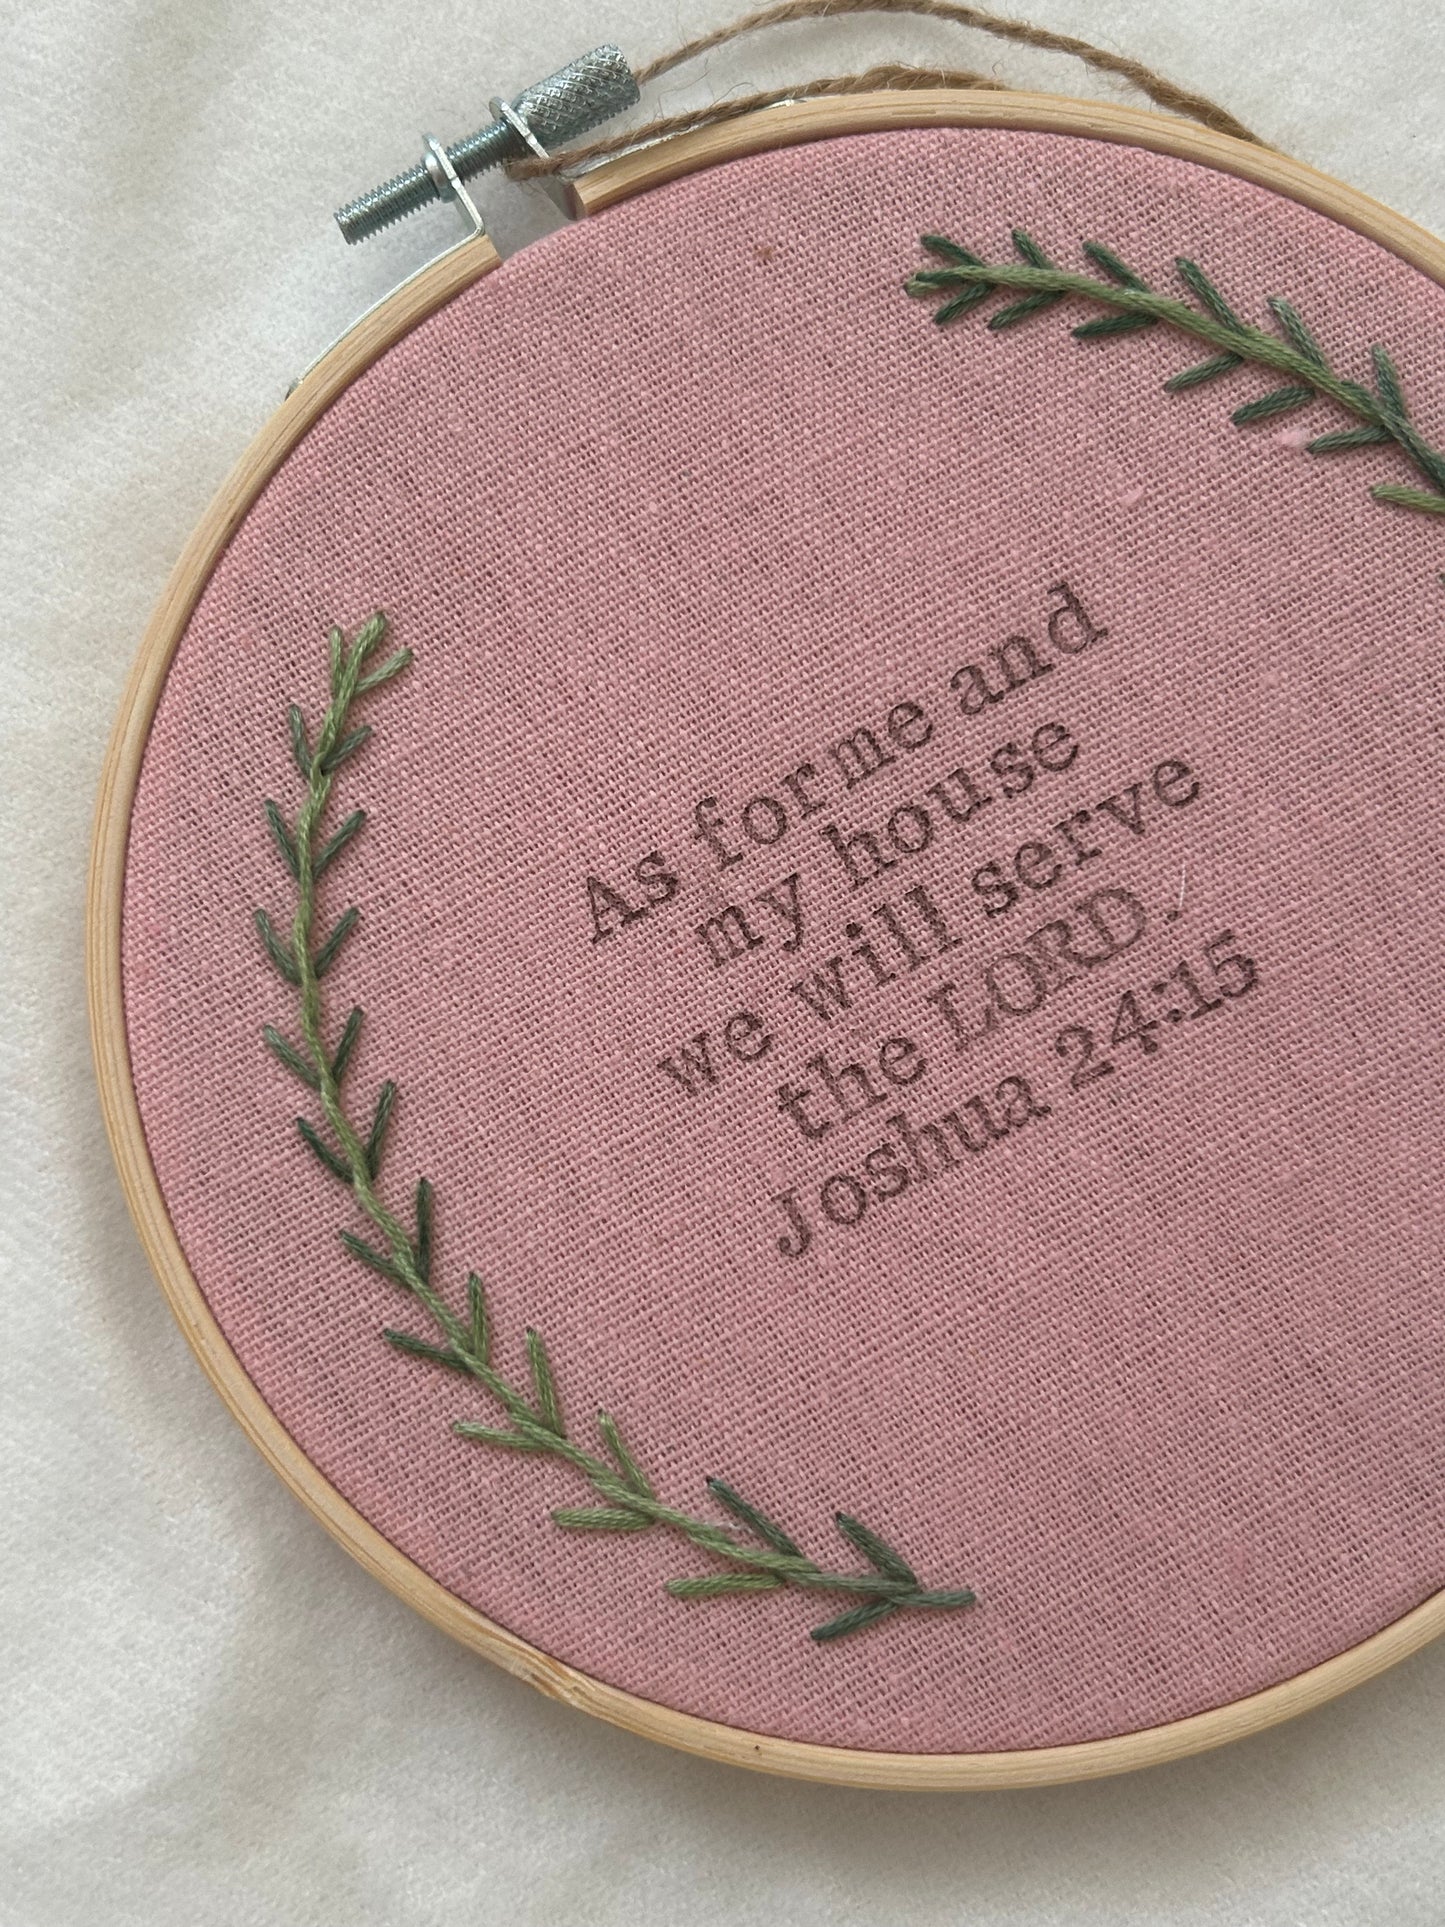 As for me and
my house
we will serve
the LORD.
Joshua 24:15